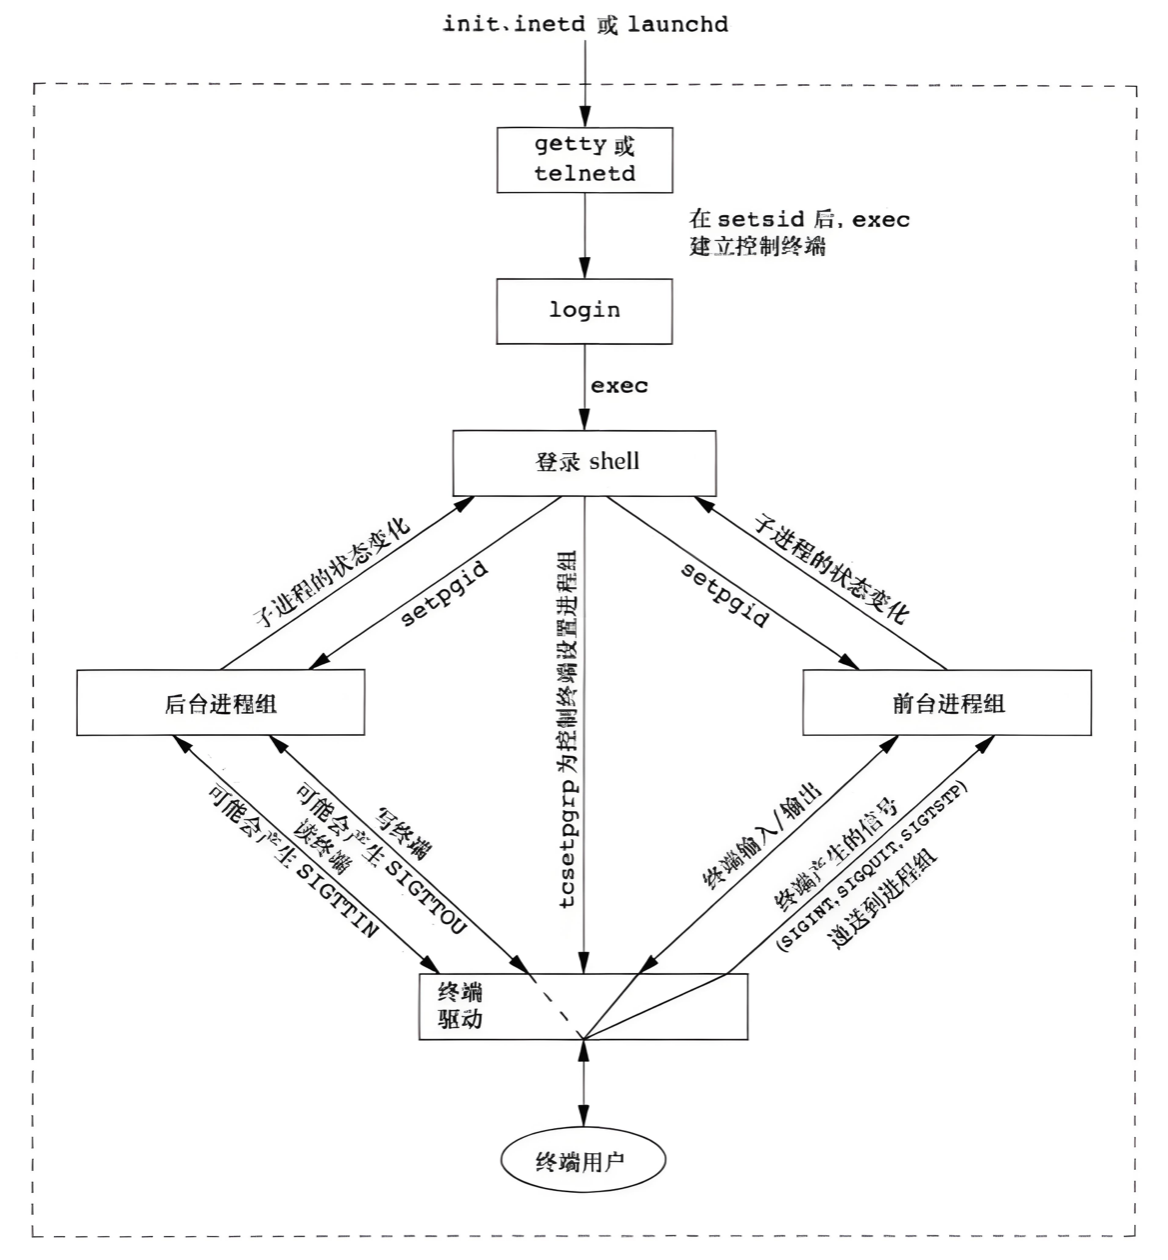 init、inetd 或 launchd
getty 或
telnetd
在 setsid 后, exec
建立控制终端
login
exec
登录 shell
子进程的状态变化
setpgid
tcsetpgrp 为控制终端设置进程组
setpgid
子进程的状态变化
后台进程组
前台进程组
读终端
可能会产生 SIGTTIN
写终端
可能会产生 SIGTTOU
终端输入/输出
终端产生的信号
(SIGINT, SIGQUIT, SIGTSTP)
递送到进程组
终端
驱动
终端用户